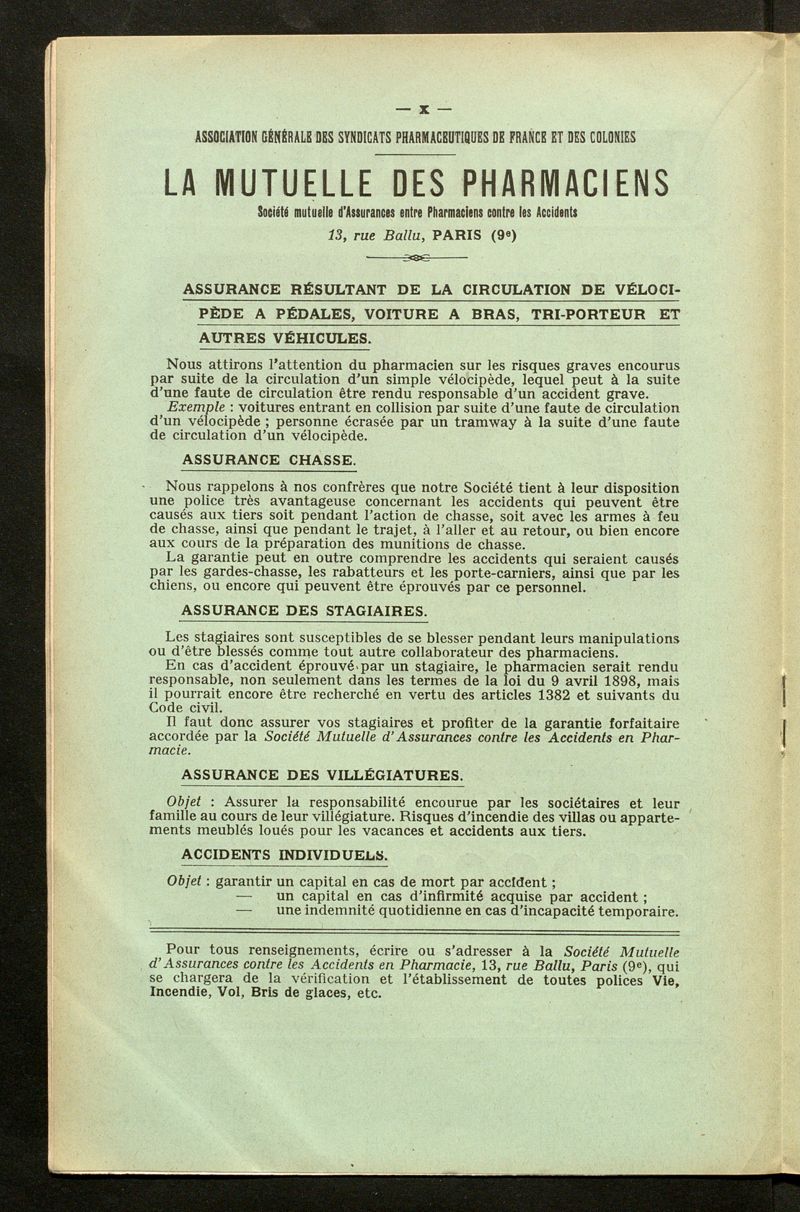 — X —
ASSOCIATION GÉNÉRALE DES SYNDICATS PHARMACEUTIQUES DE FRANCE ET DES COLONIES
LA MUTUELLE DES PHARMACIENS
Société mutuelle d'Assurances entre Pharmaciens contre les Accidents
13, rue Ballu, PARIS (9e)
ASSURANCE RÉSULTANT DE LA CIRCULATION DE VÉLOCI-
PÈDE A PÉDALES, VOITURE A BRAS, TRI-PORTEUR ET
AUTRES VÉHICULES.
Nous attirons l'attention du pharmacien sur les risques graves encourus
par suite de la circulation d'un simple vélocipède, lequel peut à la suite
d'une faute de circulation être rendu responsable d'un accident grave.
Exemple : voitures entrant en collision par suite d'une faute de circulation
d'un vélocipède ; personne écrasée par un tramway à la suite d'une faute
de circulation d'un vélocipède.
ASSURANCE CHASSE.
Nous rappelons à nos confrères que notre Société tient à leur disposition
une police très avantageuse concernant les accidents qui peuvent être
causés aux tiers soit pendant l'action de chasse, soit avec les armes à feu
de chasse, ainsi que pendant le trajet, à l'aller et au retour, ou bien encore
aux cours de la préparation des munitions de chasse.
La garantie peut en outre comprendre les accidents qui seraient causés
par les gardes-chasse, les rabatteurs et les porte-carniers, ainsi que par les
chiens, ou encore qui peuvent être éprouvés par ce personnel.
ASSURANCE DES STAGIAIRES.
Les stagiaires sont susceptibles de se blesser pendant leurs manipulations
ou d'être blessés comme tout autre collaborateur des pharmaciens.
En cas d'accident éprouvé par un stagiaire, le pharmacien serait rendu
responsable, non seulement dans les termes de la loi du 9 avril 1898, mais
il pourrait encore être recherché en vertu des articles 1382 et suivants du
Code civil.
Il faut donc assurer vos stagiaires et profiter de la garantie forfaitaire
accordée par la Société Mutuelle d'Assurances contre les Accidents en Phar-
macie.
ASSURANCE DES VILLÉGIATURES.
Objet : Assurer la responsabilité encourue par les sociétaires et leur
famille au cours de leur villégiature. Risques d'incendie des villas ou apparte-
ments meublés loués pour les vacances et accidents aux tiers.
ACCIDENTS INDIVIDUELS.
Objet : garantir un capital en cas de mort par accident ;
— un capital en cas d'infirmité acquise par accident ;
— une indemnité quotidienne en cas d'incapacité temporaire.
Pour tous renseignements, écrire ou s'adresser à la Société Mutuelle
d'Assurances contre les Accidents en Pharmacie, 13, rue Ballu, Paris (9e), qui
se chargera de la vérification et l'établissement de toutes polices Vie,
Incendie, Vol, Bris de glaces, etc.